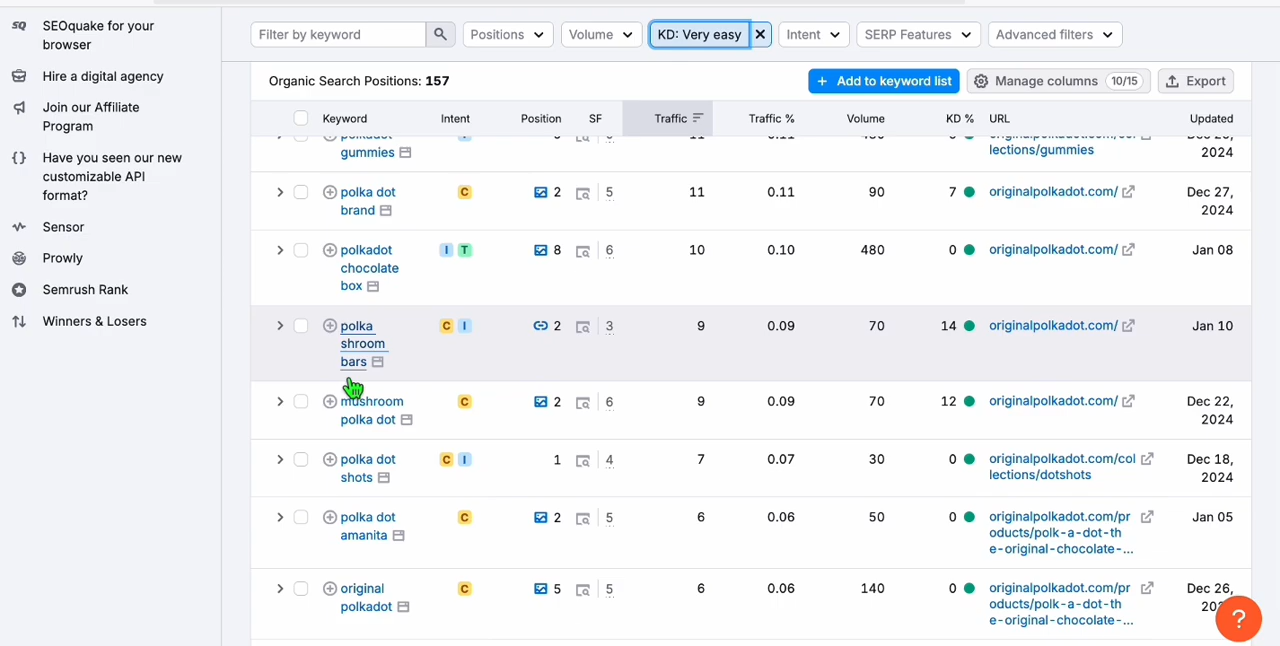 SEOquake for your
browser
Hire a digital agency
Join our Affiliate
Program
Have you seen our new
customizable API
format?
Sensor
Prowly
Semrush Rank
Winners & Losers
Filter by keyword
Positions
Volume
KD: Very easy
Intent
SERP Features
Advanced filters
Organic Search Positions: 157
+ Add to keyword list
Manage columns 10/15
Export
Keyword Intent Position SF Traffic Traffic % Volume KD % URL Updated
gummies
lections/gummies
2024
polka dot C 2 5 11 0.11 90 7 originalpolkadot.com/ Dec 27,
brand 2024
polkadot I T 8 6 10 0.10 480 0 originalpolkadot.com/ Jan 08
chocolate
box
polka C I 2 3 9 0.09 70 14 originalpolkadot.com/ Jan 10
shroom
bars
mushroom C 2 6 9 0.09 70 12 originalpolkadot.com/ Dec 22,
polka dot 2024
polka dot C I 1 4 7 0.07 30 0 originalpolkadot.com/col Dec 18,
shots lections/dotshots 2024
polka dot C 2 5 6 0.06 50 0 originalpolkadot.com/pr Jan 05
amanita oducts/polk-a-dot-th
e-original-chocolate-...
original C 5 5 6 0.06 140 0 originalpolkadot.com/pr Dec 26,
polkadot oducts/polk-a-dot-th
e-original-chocolate-...
?